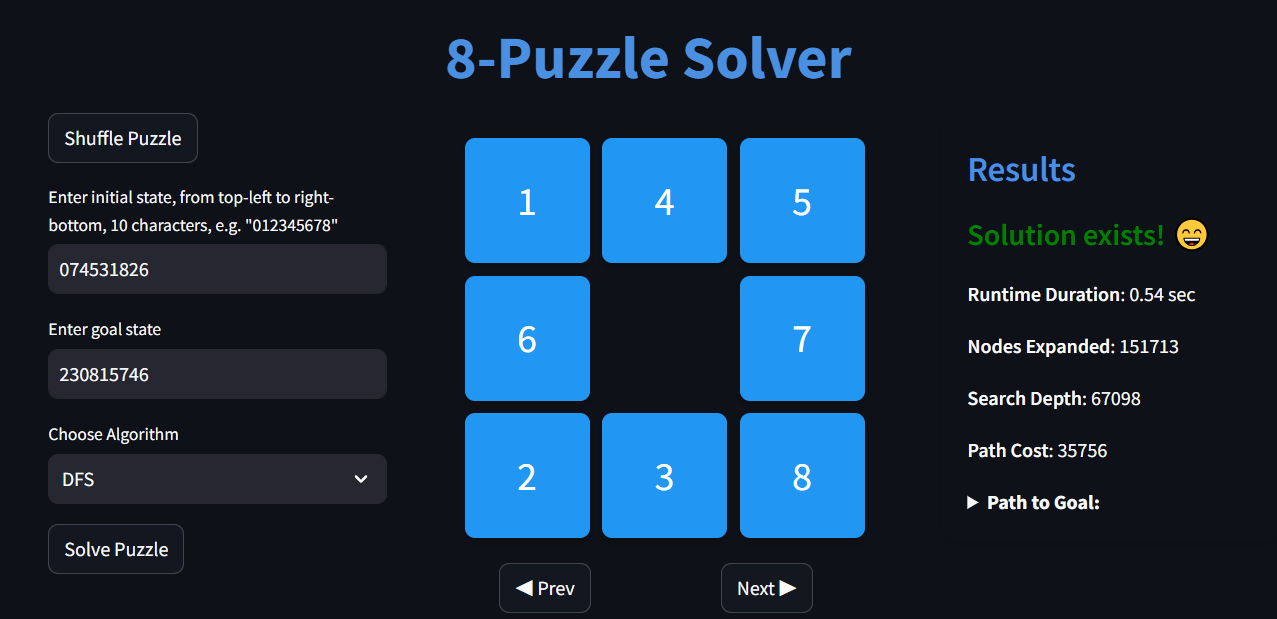 8-Puzzle Solver
Shuffle Puzzle
Enter initial state, from top-left to right-
bottom, 10 characters, e.g. "012345678"
074531826
Enter goal state
230815746
Choose Algorithm
DFS
Solve Puzzle
1 4 5
6 7
2 3 8
◀ Prev
Next ▶
Results
Solution exists! 😄
Runtime Duration: 0.54 sec
Nodes Expanded: 151713
Search Depth: 67098
Path Cost: 35756
▶ Path to Goal: